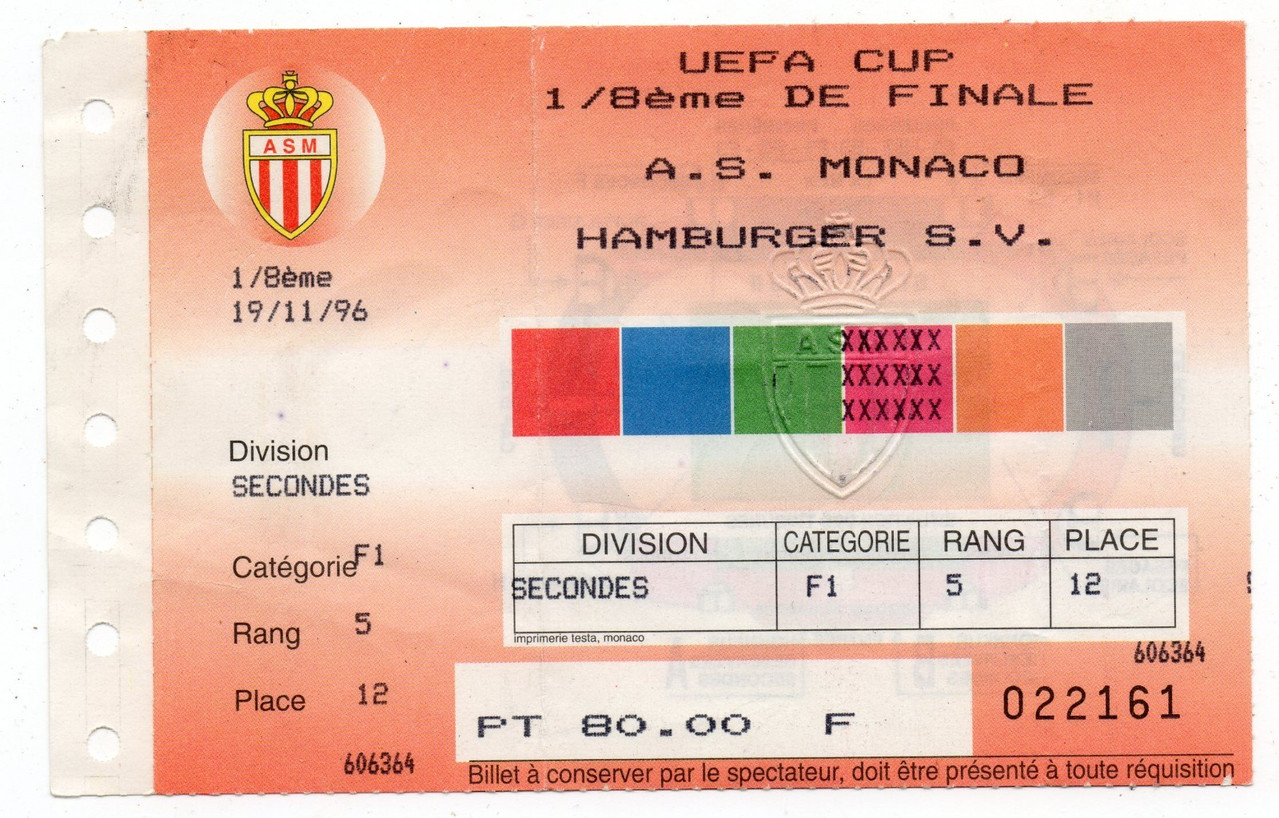 ASM
1/8ème
19/11/96
Division
SECONDES
Catégorie F1
Rang 5
Place 12
606364
UEFA CUP
1/8ème DE FINALE
A.S. MONACO
HAMBURGER S.V.
AS
XXXXXX
XXXXXX
XXXXXX
DIVISION CATEGORIE RANG PLACE
SECONDES F1 5 12
imprimerie testa, monaco
606364
PT 80.00 F
022161
Billet à conserver par le spectateur, doit être présenté à toute réquisition